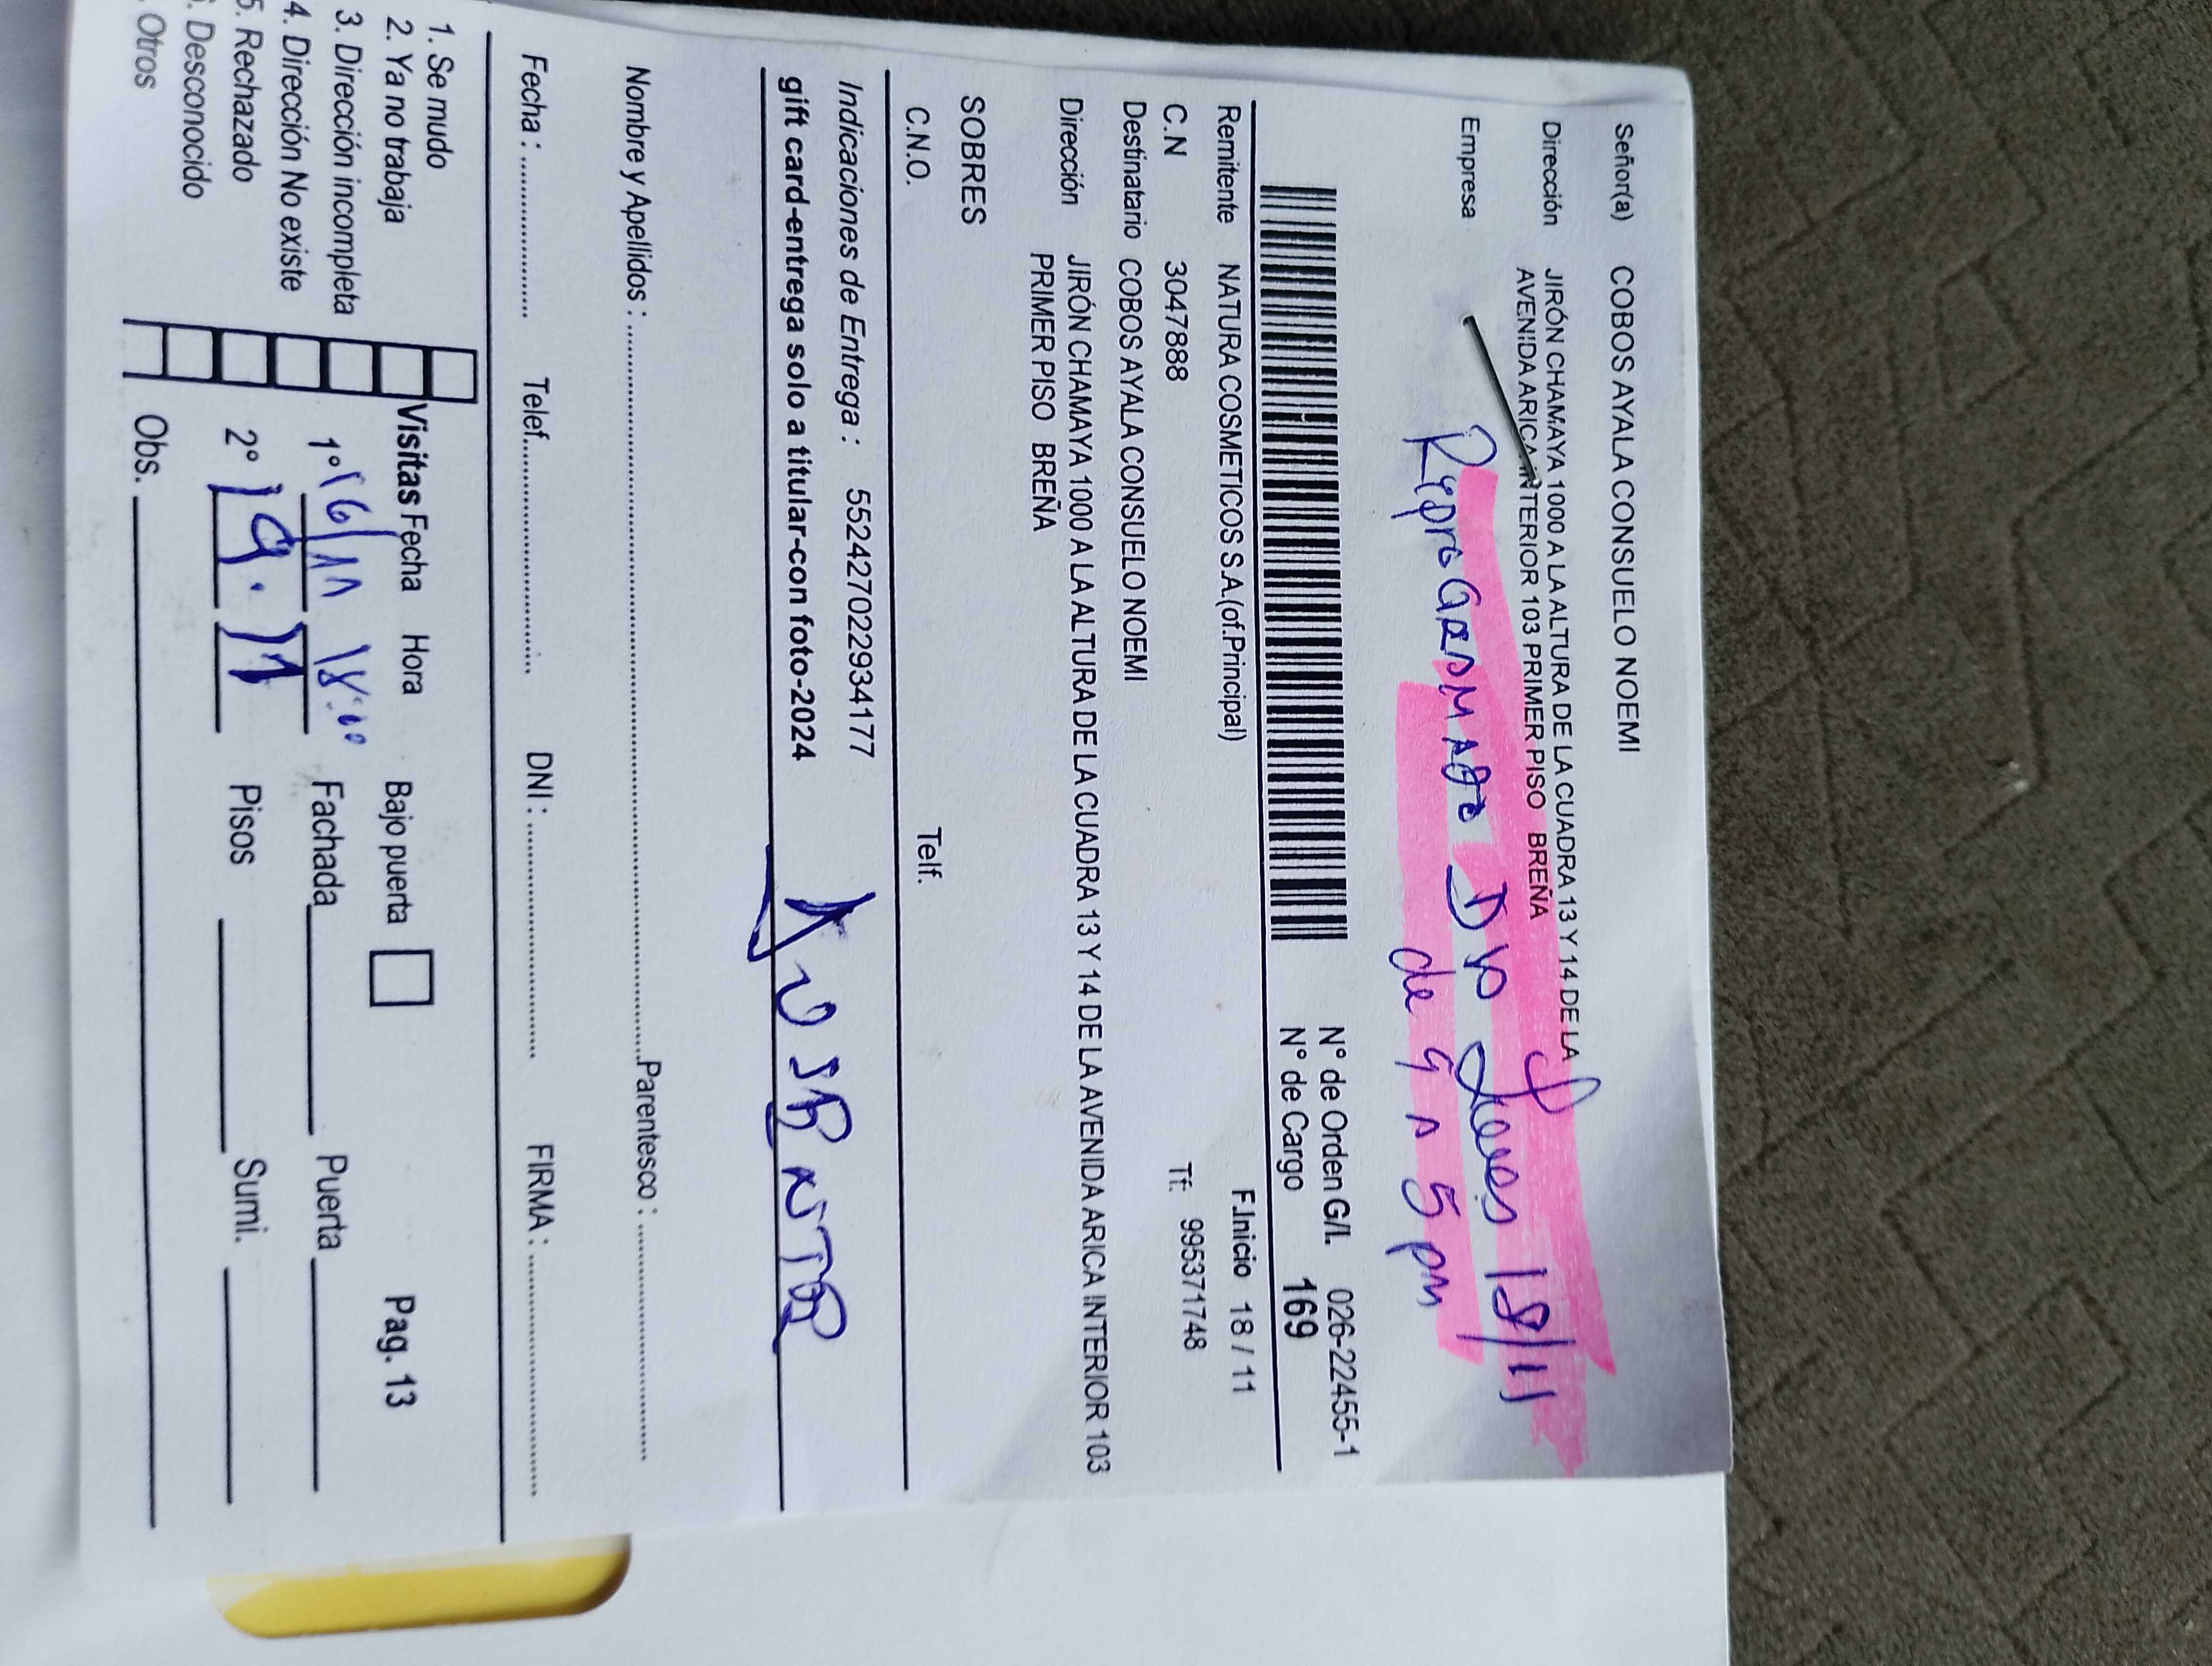 Señor(a) COBOS AYALA CONSUELO NOEMI
Dirección JIRÓN CHAMAYA 1000 A LA ALTURA DE LA CUADRA 13 Y 14 DE LA
AVENIDA ARICA INTERIOR 103 PRIMER PISO BREÑA
Empresa
ReproGRAMADO DIA Lunes 18/11
de 9 A 5 pm
N° de Orden G/I. 026-22455-1
N° de Cargo 169
Remitente NATURA COSMETICOS S.A.(of.Principal) F.Inicio 18 / 11
C.N 3047888 Tf: 995371748
Destinatario COBOS AYALA CONSUELO NOEMI
Dirección JIRÓN CHAMAYA 1000 A LA ALTURA DE LA CUADRA 13 Y 14 DE LA AVENIDA ARICA INTERIOR 103
PRIMER PISO BREÑA
SOBRES
C.N.O. Telf.
Indicaciones de Entrega : 55242702293417​7
gift card-entrega solo a titular-con foto-2024
Nombre y Apellidos : Parentesco :
Fecha : Telef. DNI : FIRMA :
1. Se mudo
2. Ya no trabaja Visitas Fecha Hora Bajo puerta Pag. 13
3. Dirección incompleta
4. Dirección No existe 1° 16/11 Fachada Puerta
5. Rechazado 2° 19. 11 Pisos Sumi.
. Desconocido
. Otros Obs.